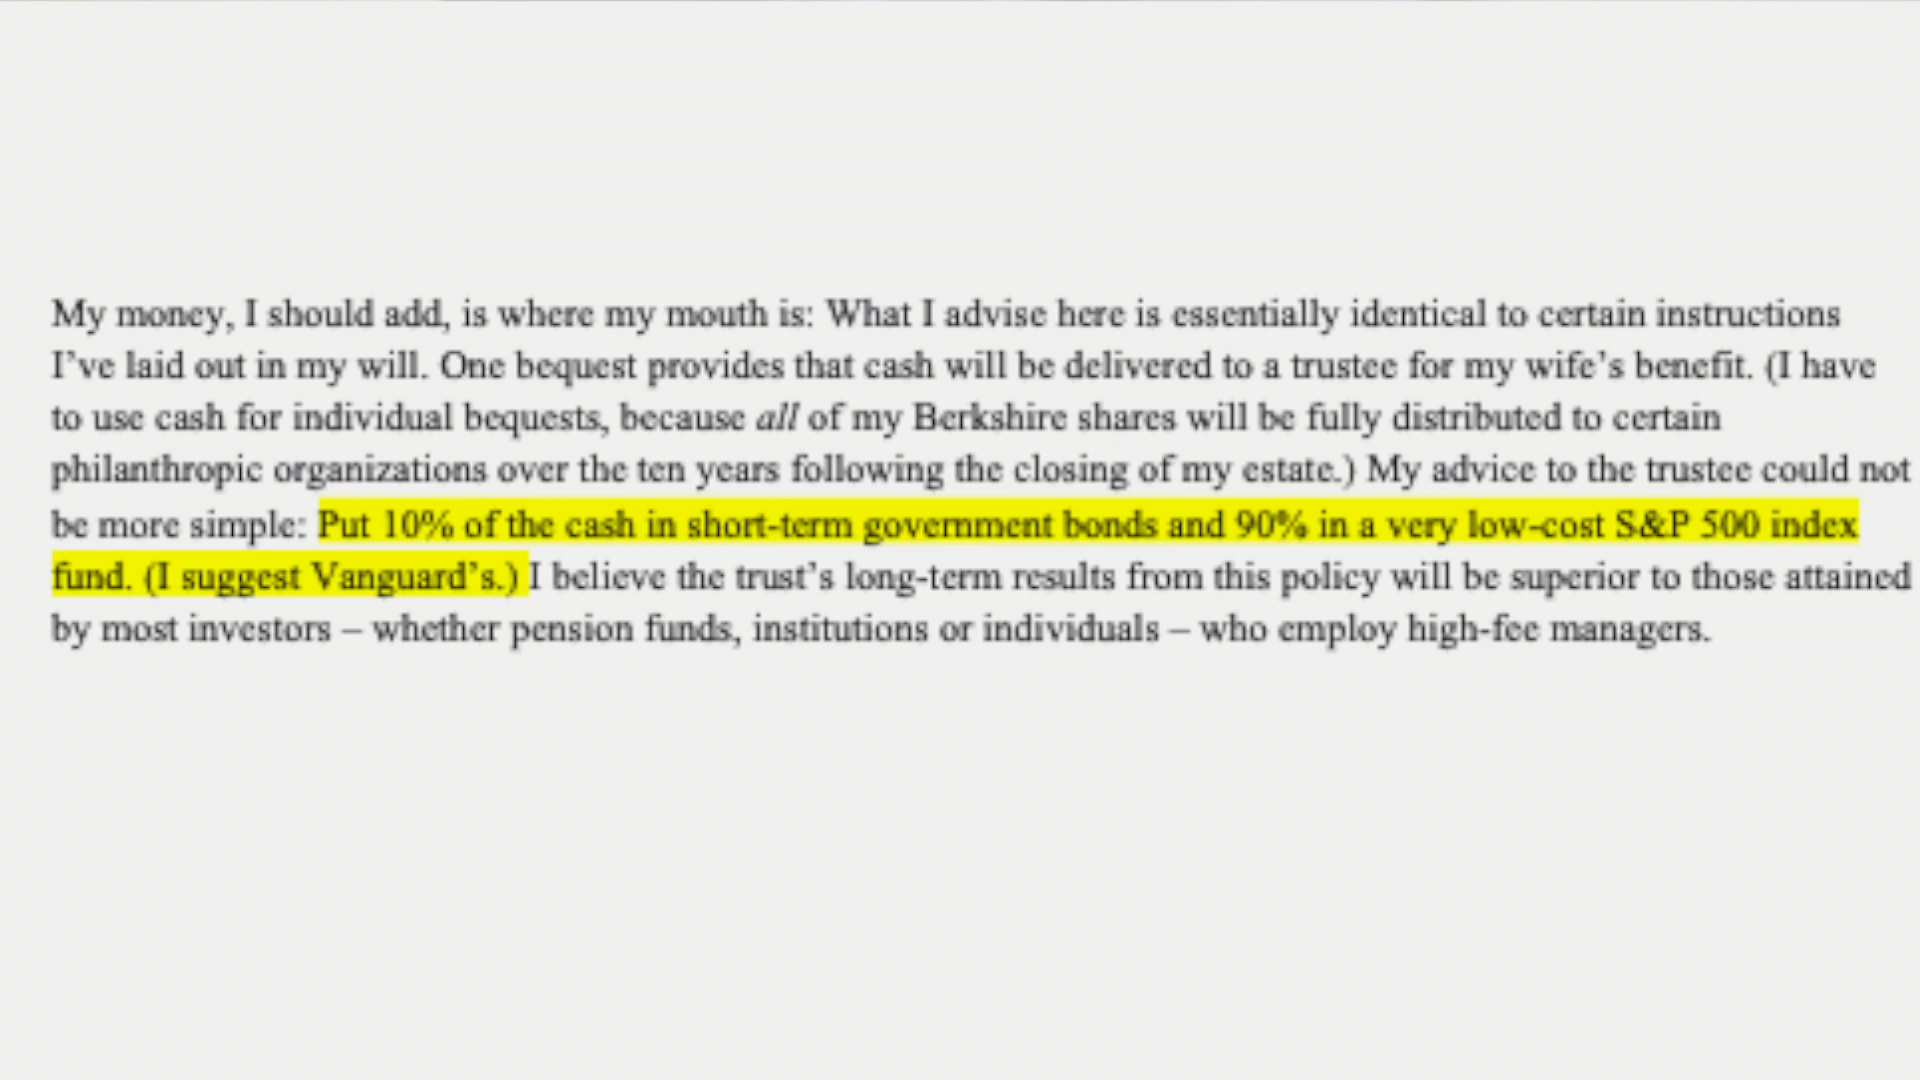 My money, I should add, is where my mouth is: What I advise here is essentially identical to certain instructions
I’ve laid out in my will. One bequest provides that cash will be delivered to a trustee for my wife’s benefit. (I have
to use cash for individual bequests, because all of my Berkshire shares will be fully distributed to certain
philanthropic organizations over the ten years following the closing of my estate.) My advice to the trustee could not
be more simple: Put 10% of the cash in short-term government bonds and 90% in a very low-cost S&P 500 index
fund. (I suggest Vanguard’s.) I believe the trust’s long-term results from this policy will be superior to those attained
by most investors – whether pension funds, institutions or individuals – who employ high-fee managers.